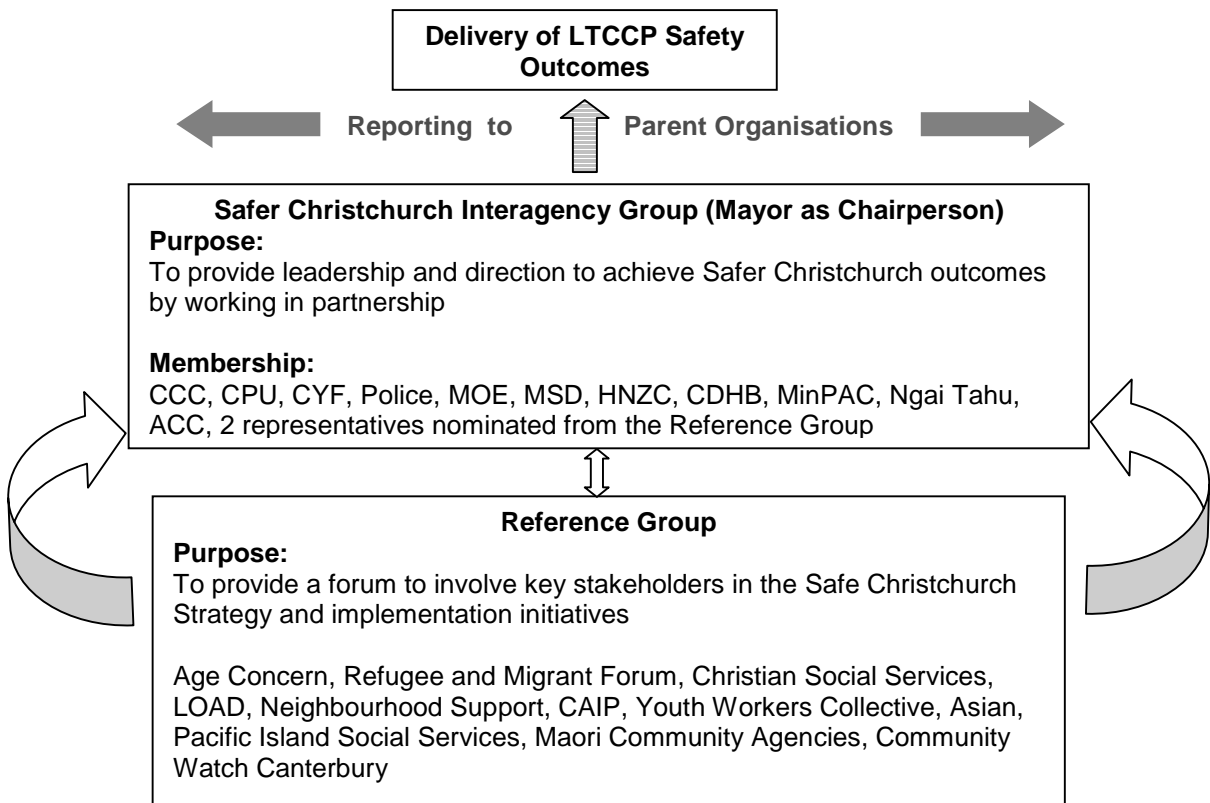 Delivery of LTCCP Safety
Outcomes
Reporting to Parent Organisations
Safer Christchurch Interagency Group (Mayor as Chairperson)
Purpose:
To provide leadership and direction to achieve Safer Christchurch outcomes
by working in partnership
Membership:
CCC, CPU, CYF, Police, MOE, MSD, HNZC, CDHB, MinPAC, Ngai Tahu,
ACC, 2 representatives nominated from the Reference Group
Reference Group
Purpose:
To provide a forum to involve key stakeholders in the Safe Christchurch
Strategy and implementation initiatives
Age Concern, Refugee and Migrant Forum, Christian Social Services,
LOAD, Neighbourhood Support, CAIP, Youth Workers Collective, Asian,
Pacific Island Social Services, Maori Community Agencies, Community
Watch Canterbury